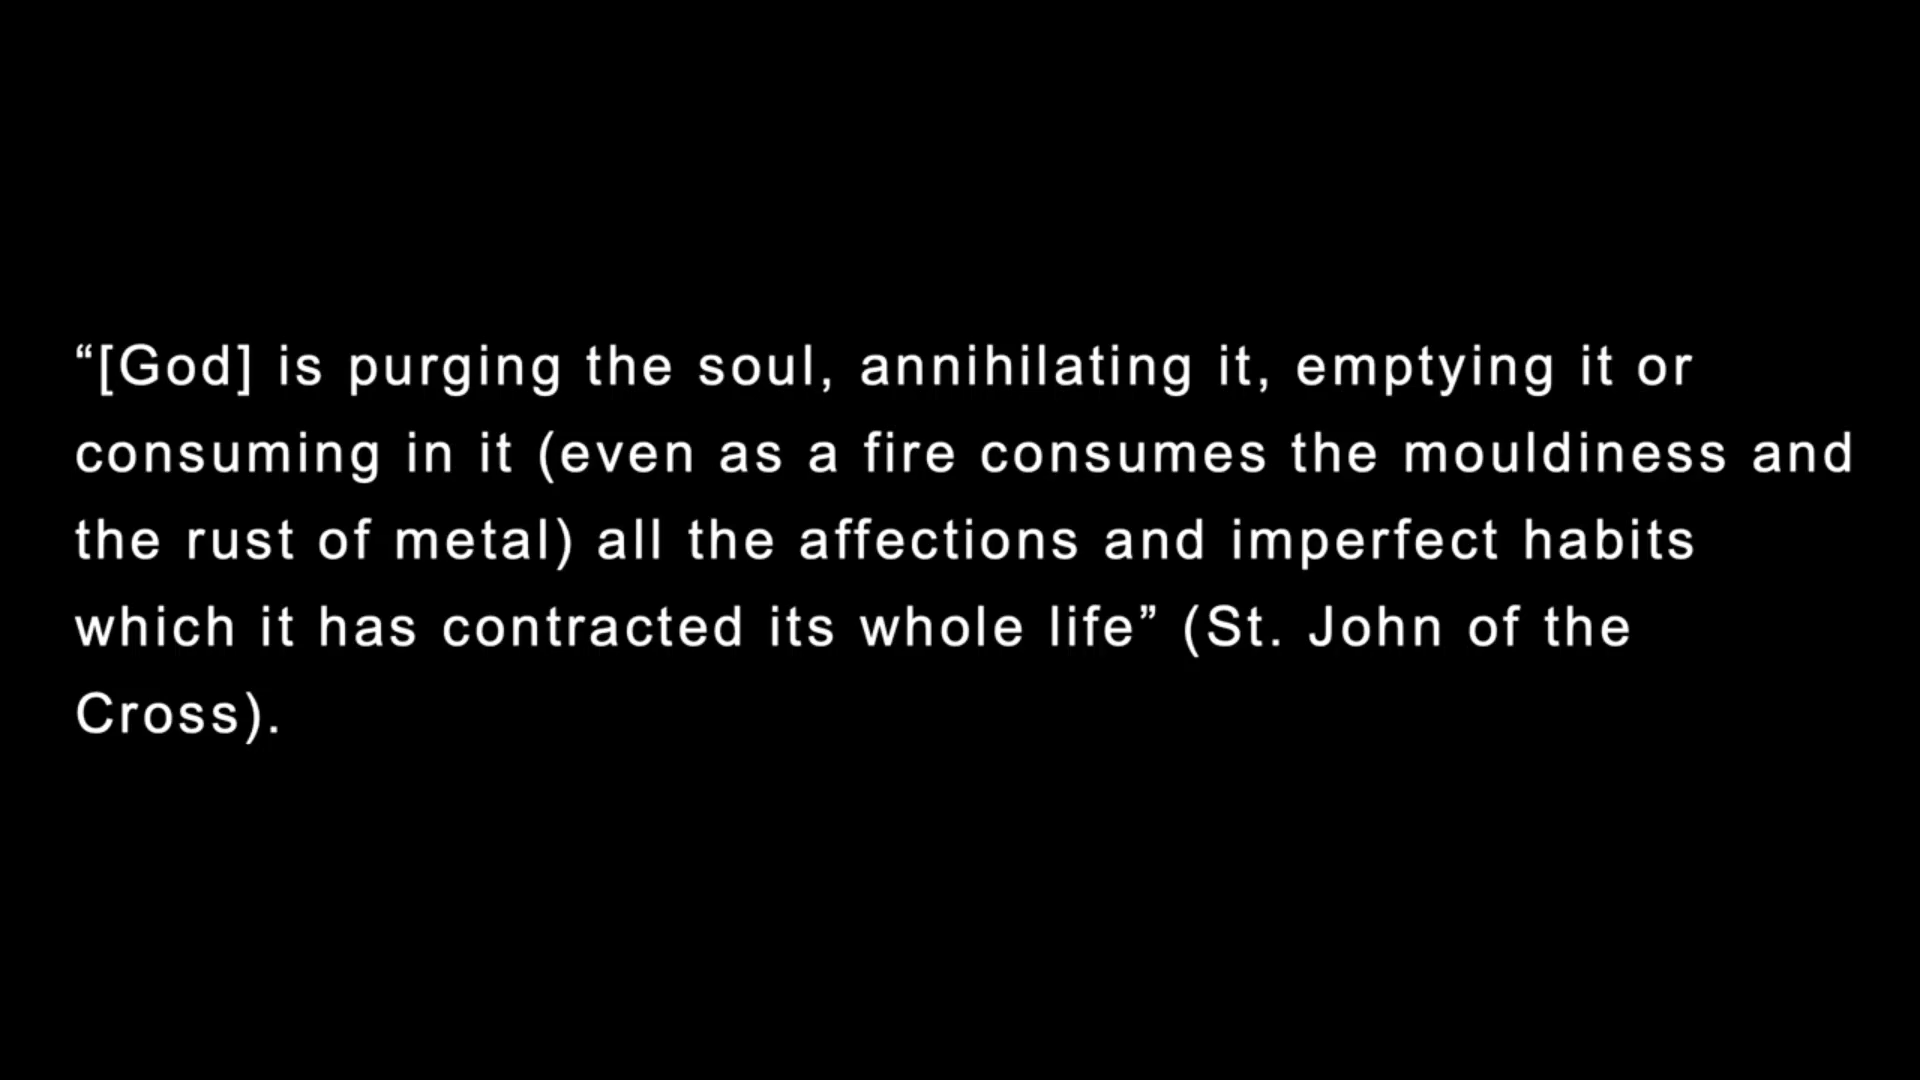 “[God] is purging the soul, annihilating it, emptying it or
consuming in it (even as a fire consumes the mouldiness and
the rust of metal) all the affections and imperfect habits
which it has contracted its whole life” (St. John of the
Cross).